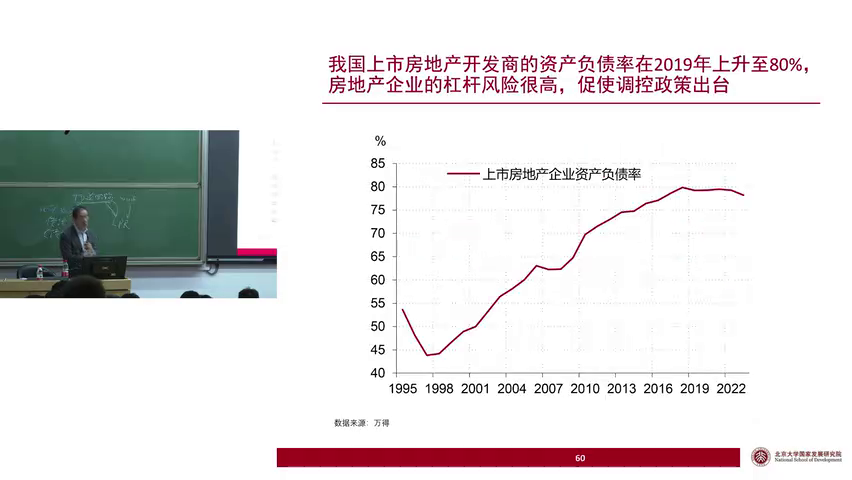 我国上市房地产开发商的资产负债率在2019年上升至80%，
房地产企业的杠杆风险很高，促使调控政策出台
%
上市房地产企业资产负债率
85
80
75
70
65
60
55
50
45
40
1995 1998 2001 2004 2007 2010 2013 2016 2019 2022
数据来源：万得
60
北京大学国家发展研究院
National School of Development